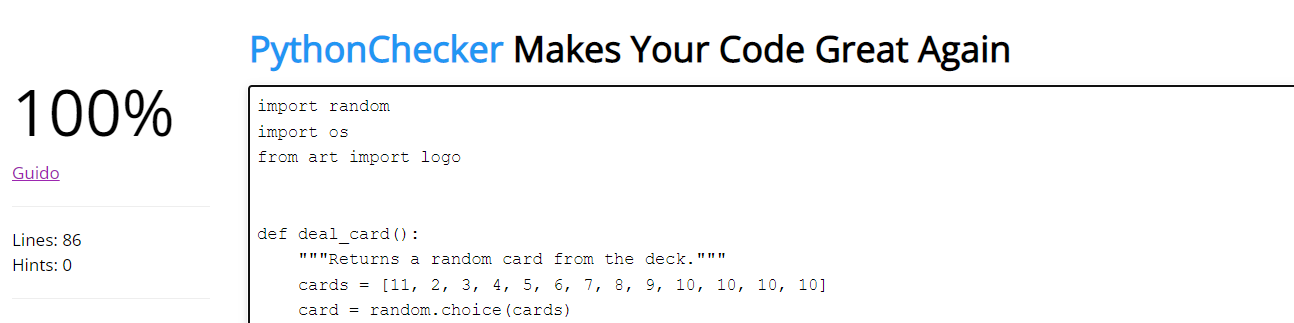 PythonChecker Makes Your Code Great Again
100%
Guido
Lines: 86
Hints: 0
import random
import os
from art import logo
def deal_card():
    """Returns a random card from the deck."""
    cards = [11, 2, 3, 4, 5, 6, 7, 8, 9, 10, 10, 10, 10]
    card = random.choice(cards)